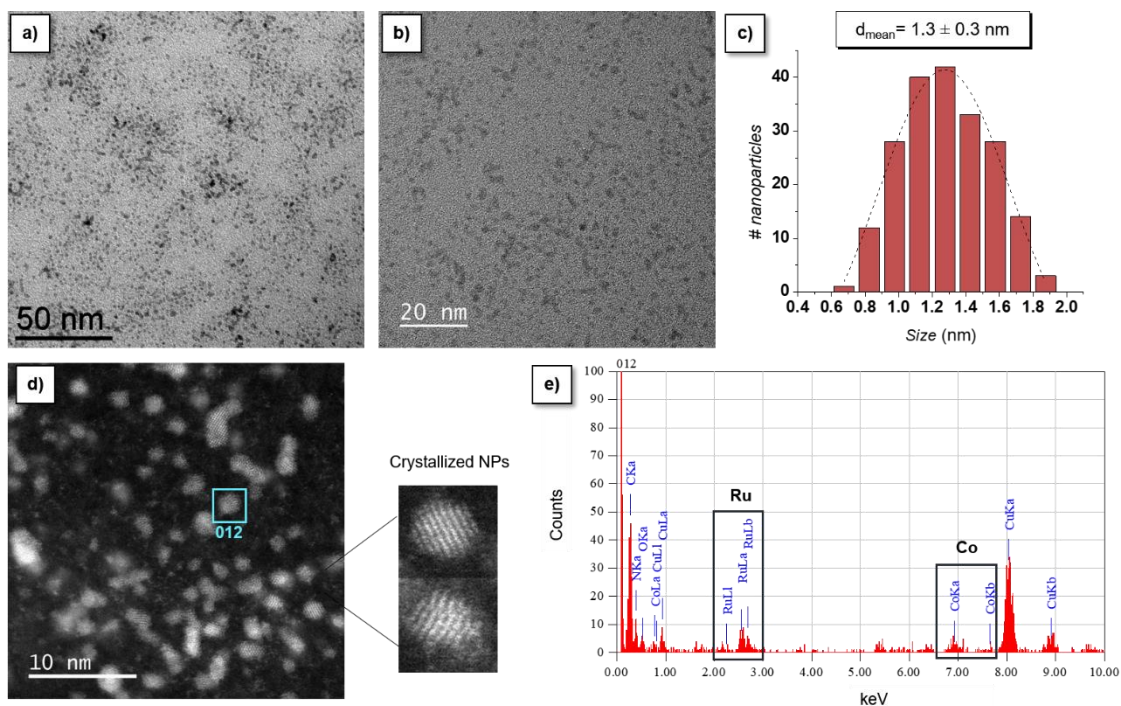 a)
50 nm
b)
20 nm
c)
dmean= 1.3 ± 0.3 nm
# nanoparticles
40
30
20
10
0
0.4 0.6 0.8 1.0 1.2 1.4 1.6 1.8 2.0
Size (nm)
d)
012
10 nm
Crystallized NPs
e)
012
Counts
100
90
80
70
60
50
40
30
20
10
0
CKa
NKa
OKa
CoLa
CuLl
CuLa
Ru
RuLl
RuLa
RuLb
Co
CoKa
CoKb
CuKa
CuKb
0.00 1.00 2.00 3.00 4.00 5.00 6.00 7.00 8.00 9.00 10.00
keV